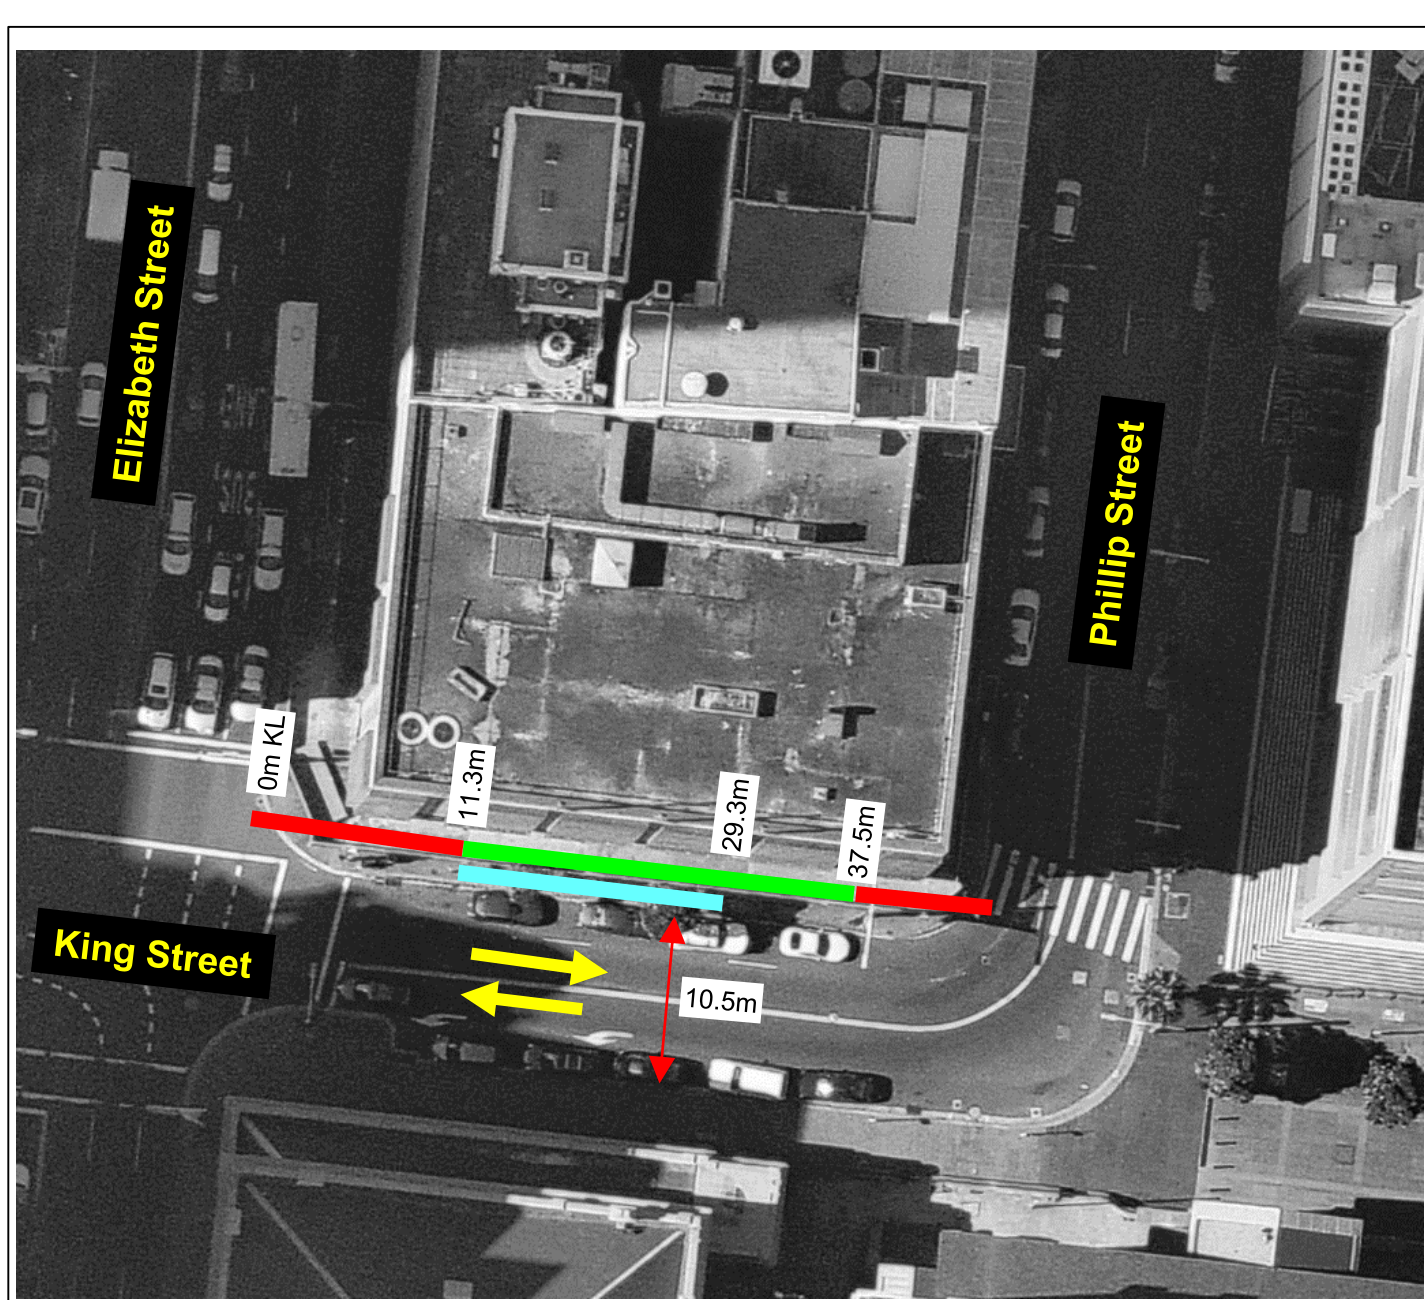 Elizabeth Street
Phillip Street
0m KL
11.3m
29.3m
37.5m
King Street
10.5m